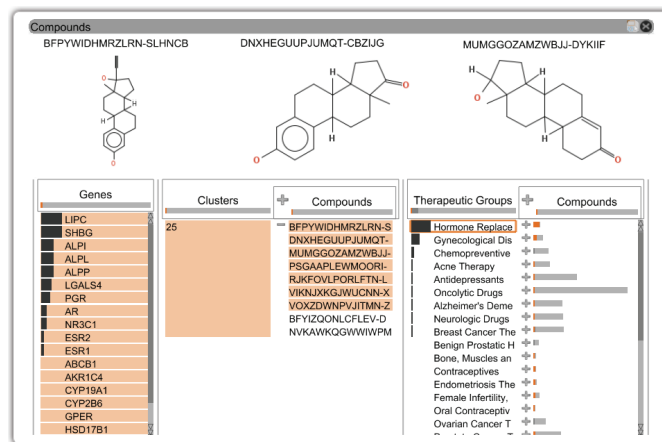 Compounds
BFPYWIDHMRZLRN-SLHNCB
DNXHEGUUPJUMQT-CBZIJG
MUMGGOZAMZWBJJ-DYKIIF
O
H
H
H
O
H
H
H
O
O
H
O
H
H
H
H
O
Genes
LIPC
SHBG
ALPI
ALPL
ALPP
LGALS4
PGR
AR
NR3C1
ESR2
ESR1
ABCB1
AKR1C4
CYP19A1
CYP2B6
GPER
HSD17B1
Clusters
25
Compounds
BFPYWIDHMRZLRN-S
DNXHEGUUPJUMQT-
MUMGGOZAMZWBJJ-
PSGAAPLEWMOORI-
RJKFOVLPORLFTN-L
VIKNJXKGJWUCNN-X
VOXZDWNPVJITMN-Z
BFYIZQONLCFLEV-D
NVKAWKQGWWIWPM
Therapeutic Groups
Hormone Replace
Gynecological Dis
Chemopreventive
Acne Therapy
Antidepressants
Oncolytic Drugs
Alzheimer's Deme
Neurologic Drugs
Breast Cancer The
Benign Prostatic H
Bone, Muscles an
Contraceptives
Endometriosis The
Female Infertility,
Oral Contraceptiv
Ovarian Cancer T
Compounds